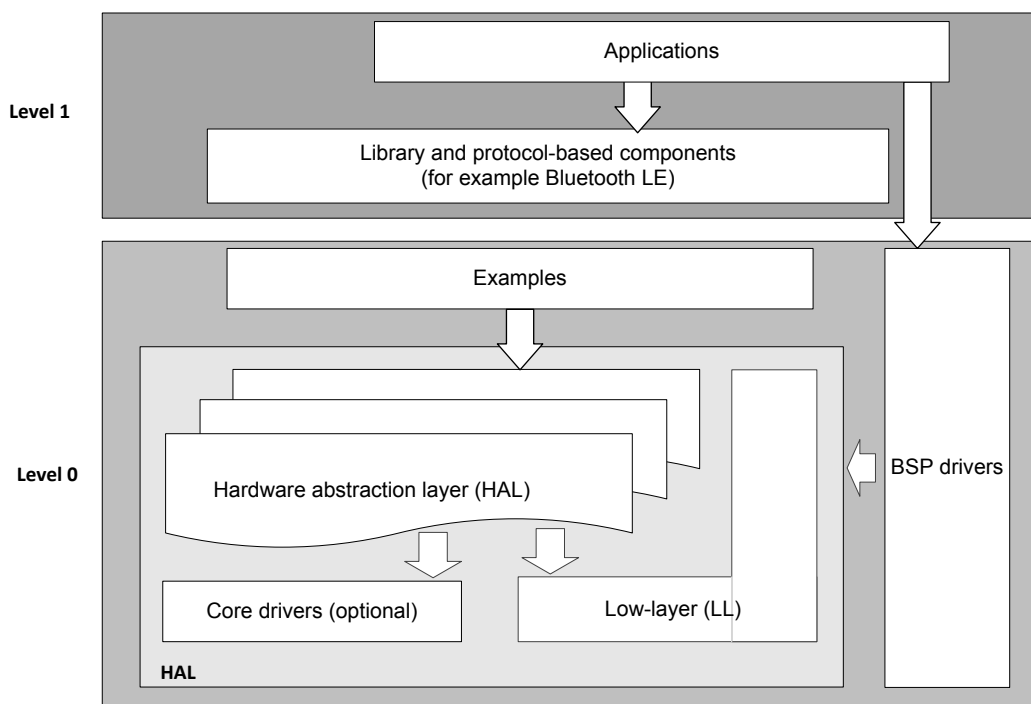 Applications
Level 1
Library and protocol-based components
(for example Bluetooth LE)
Examples
Level 0
BSP drivers
Hardware abstraction layer (HAL)
Core drivers (optional)
Low-layer (LL)
HAL